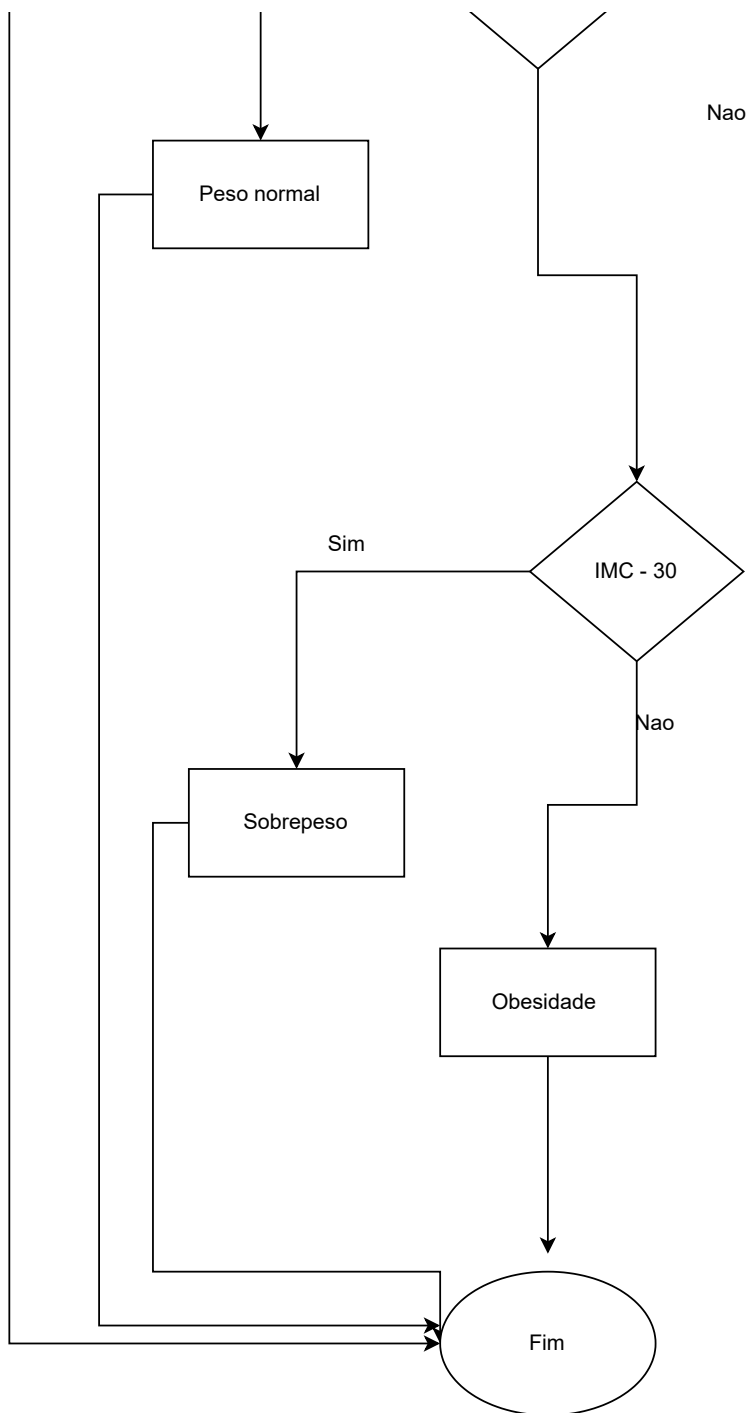 Nao
Peso normal
Sim
IMC - 30
Nao
Sobrepeso
Obesidade
Fim